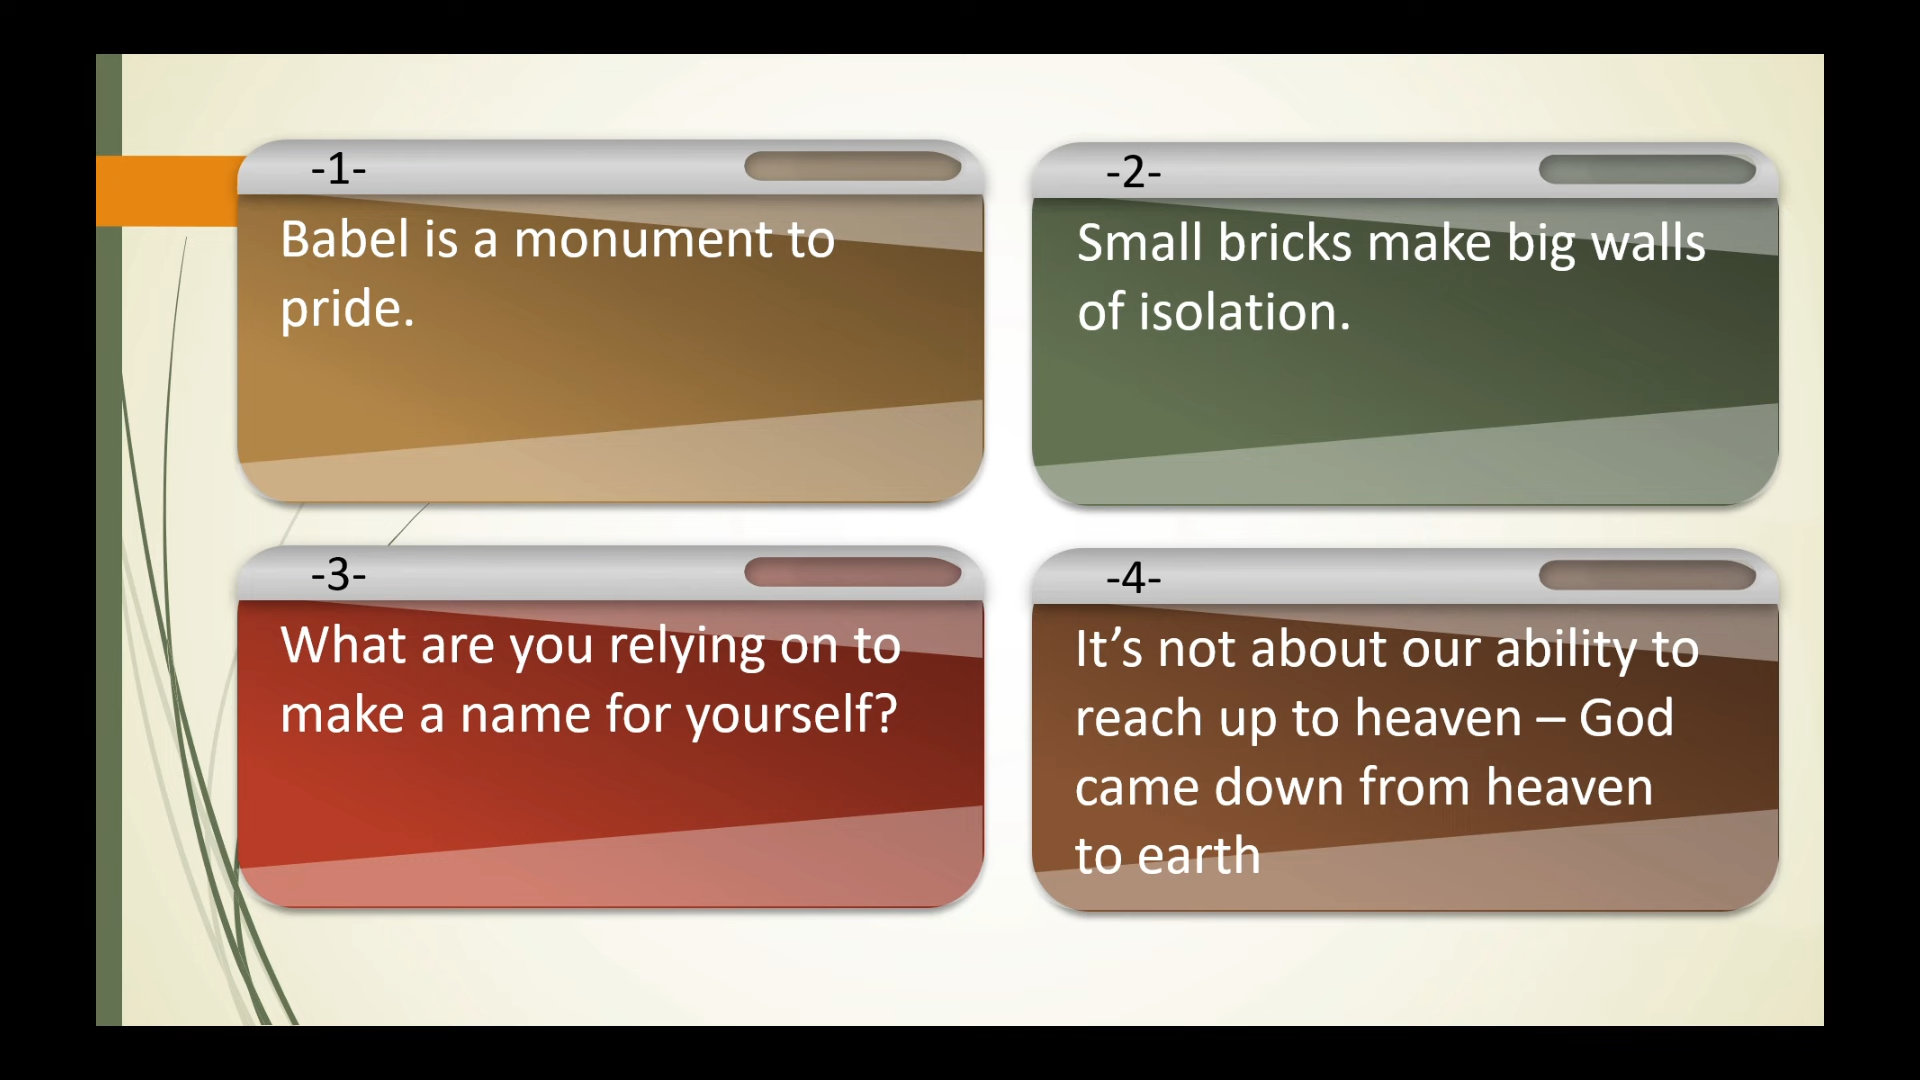 -1-
Babel is a monument to
pride.
-2-
Small bricks make big walls
of isolation.
-3-
What are you relying on to
make a name for yourself?
-4-
It’s not about our ability to
reach up to heaven – God
came down from heaven
to earth